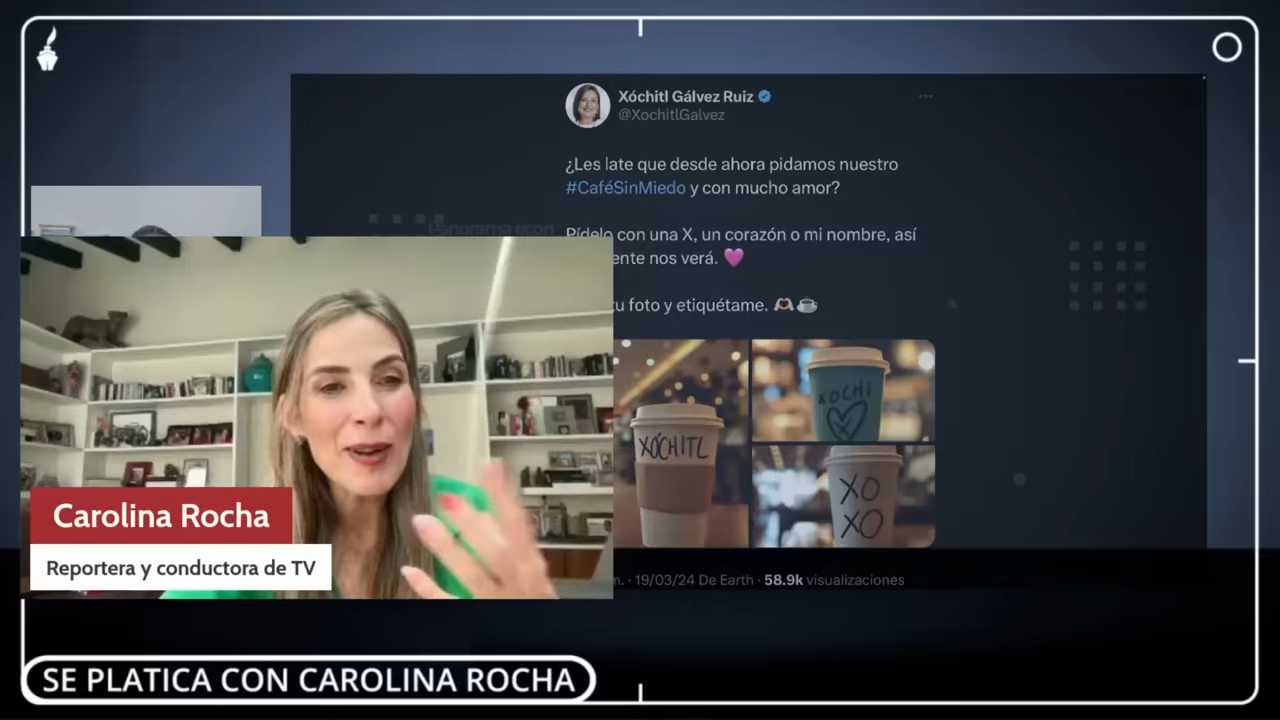 Xóchitl Gálvez Ruiz
@XochitlGalvez
¿Les late que desde ahora pidamos nuestro
#CaféSinMiedo y con mucho amor?
Pídelo con una X, un corazón o mi nombre, así
nos verá. 💜
tu foto y etiquétame. 🫶🏼☕
XÓCHITL
XOCHI
XO
XO
· 19/03/24 De Earth · 58.9k visualizaciones
Carolina Rocha
Reportera y conductora de TV
SE PLATICA CON CAROLINA ROCHA